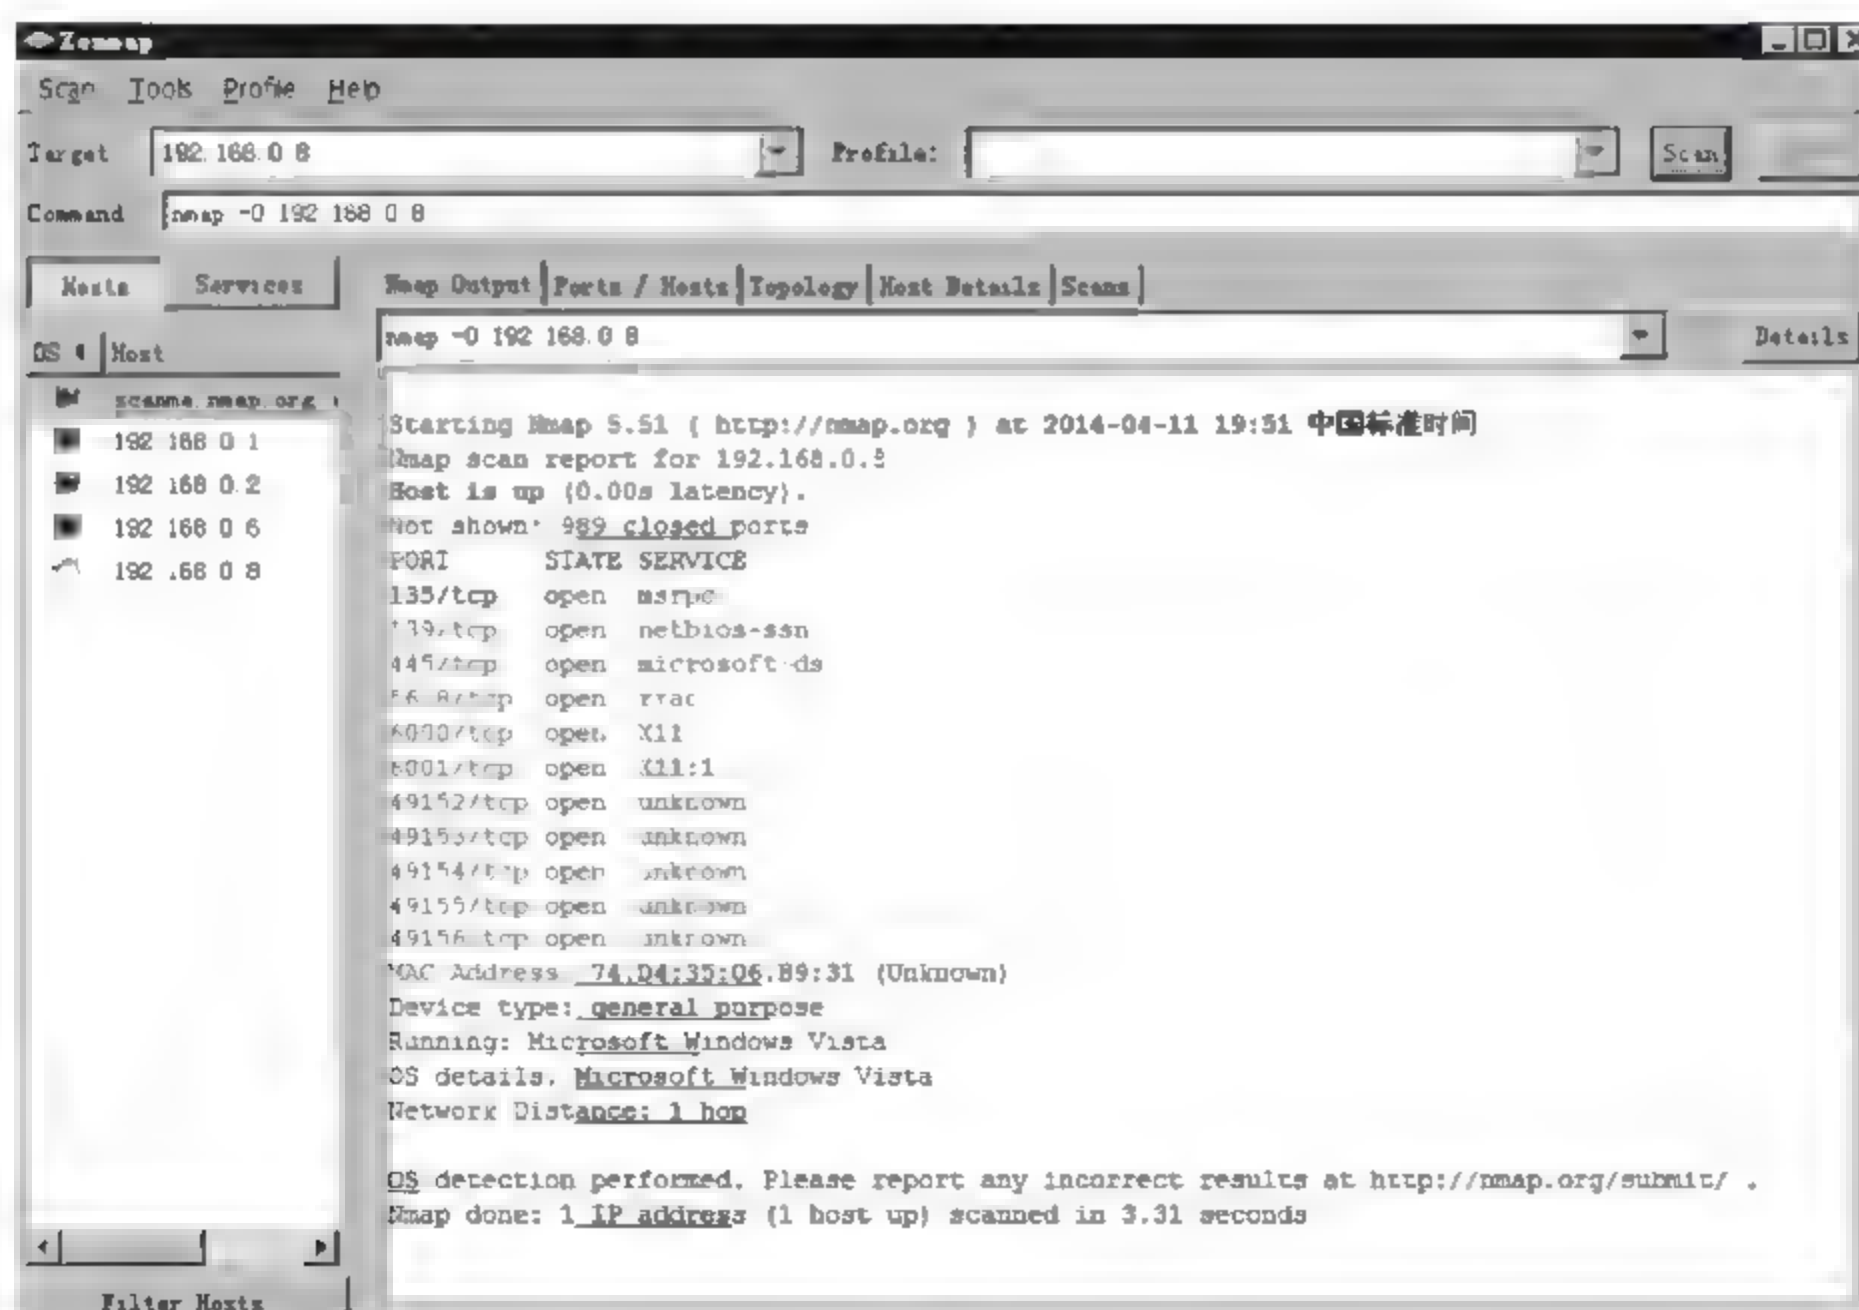 Zenmap
Scan Tools Profile Help
Target 192.168.0 8 Profile: Scan
Command nmap -O 192 168 0 8
Hosts Services Nmap Output Ports / Hosts Topology Host Details Scans
nmap -O 192 168.0 8 Details
OS Host
scanme.nmap.org
192 168 0 1
192 168 0.2
192 168 0 6
192 .68 0 8
Starting Nmap 5.51 ( http://nmap.org ) at 2014-04-11 19:51 中国标准时间
Nmap scan report for 192.168.0.8
Host is up (0.00s latency).
Not shown: 989 closed ports
PORT STATE SERVICE
135/tcp open msrpc
139/tcp open netbios-ssn
445/tcp open microsoft-ds
open
6000/tcp open X11
6001/tcp open X11:1
49152/tcp open unknown
49153/tcp open unknown
49154/tcp open unknown
49155/tcp open unknown
49156/tcp open unknown
MAC Address 74:D4:35:06:B9:31 (Unknown)
Device type: general purpose
Running: Microsoft Windows Vista
OS details: Microsoft Windows Vista
Network Distance: 1 hop
OS detection performed. Please report any incorrect results at http://nmap.org/submit/ .
Nmap done: 1 IP address (1 host up) scanned in 3.31 seconds
Filter Hosts